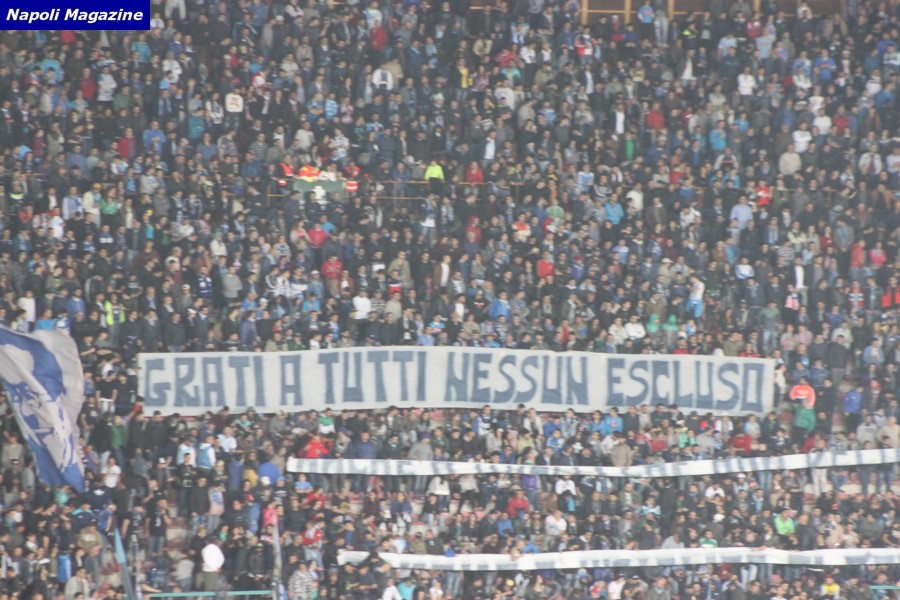 Napoli Magazine
GRATI A TUTTI NESSUN ESCLUSO